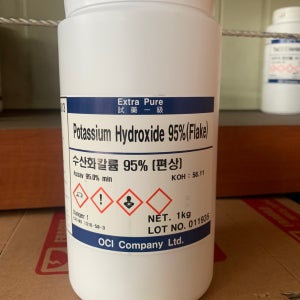 Extra Pure
試藥一級
Potassium Hydroxide 95%(Flake)
수산화칼륨 95% (편상)
Assay 95.0% min
KOH : 56.11
NET. 1kg
LOT NO.
OCI Company Ltd.